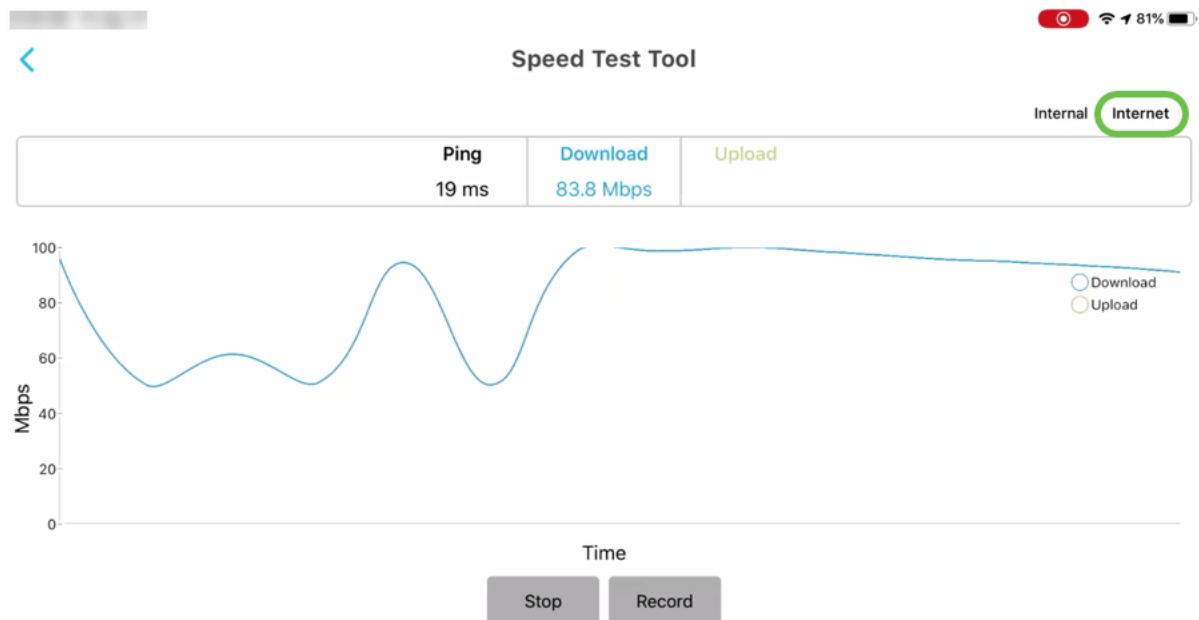 81%
Speed Test Tool
Internal Internet
Ping Download Upload
19 ms 83.8 Mbps
100
80
60
40
20
0
Mbps
Download
Upload
Time
Stop Record